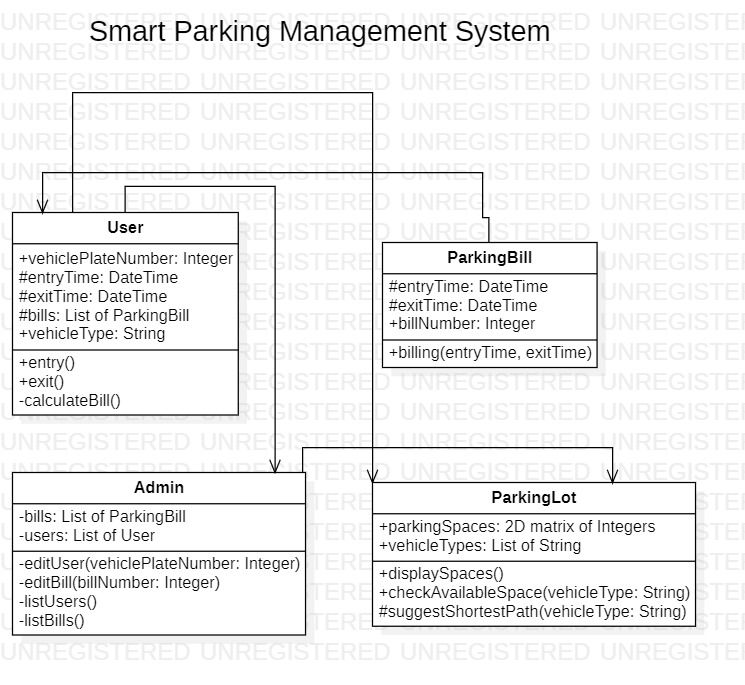 Smart Parking Management System
User
+vehiclePlateNumber: Integer
#entryTime: DateTime
#exitTime: DateTime
#bills: List of ParkingBill
+vehicleType: String
+entry()
+exit()
-calculateBill()
ParkingBill
#entryTime: DateTime
#exitTime: DateTime
+billNumber: Integer
+billing(entryTime, exitTime)
Admin
-bills: List of ParkingBill
-users: List of User
-editUser(vehiclePlateNumber: Integer)
-editBill(billNumber: Integer)
-listUsers()
-listBills()
ParkingLot
+parkingSpaces: 2D matrix of Integers
+vehicleTypes: List of String
+displaySpaces()
+checkAvailableSpace(vehicleType: String)
#suggestShortestPath(vehicleType: String)
UNREGISTERED UNREGISTERED UNREGISTERED UNREGISTERED